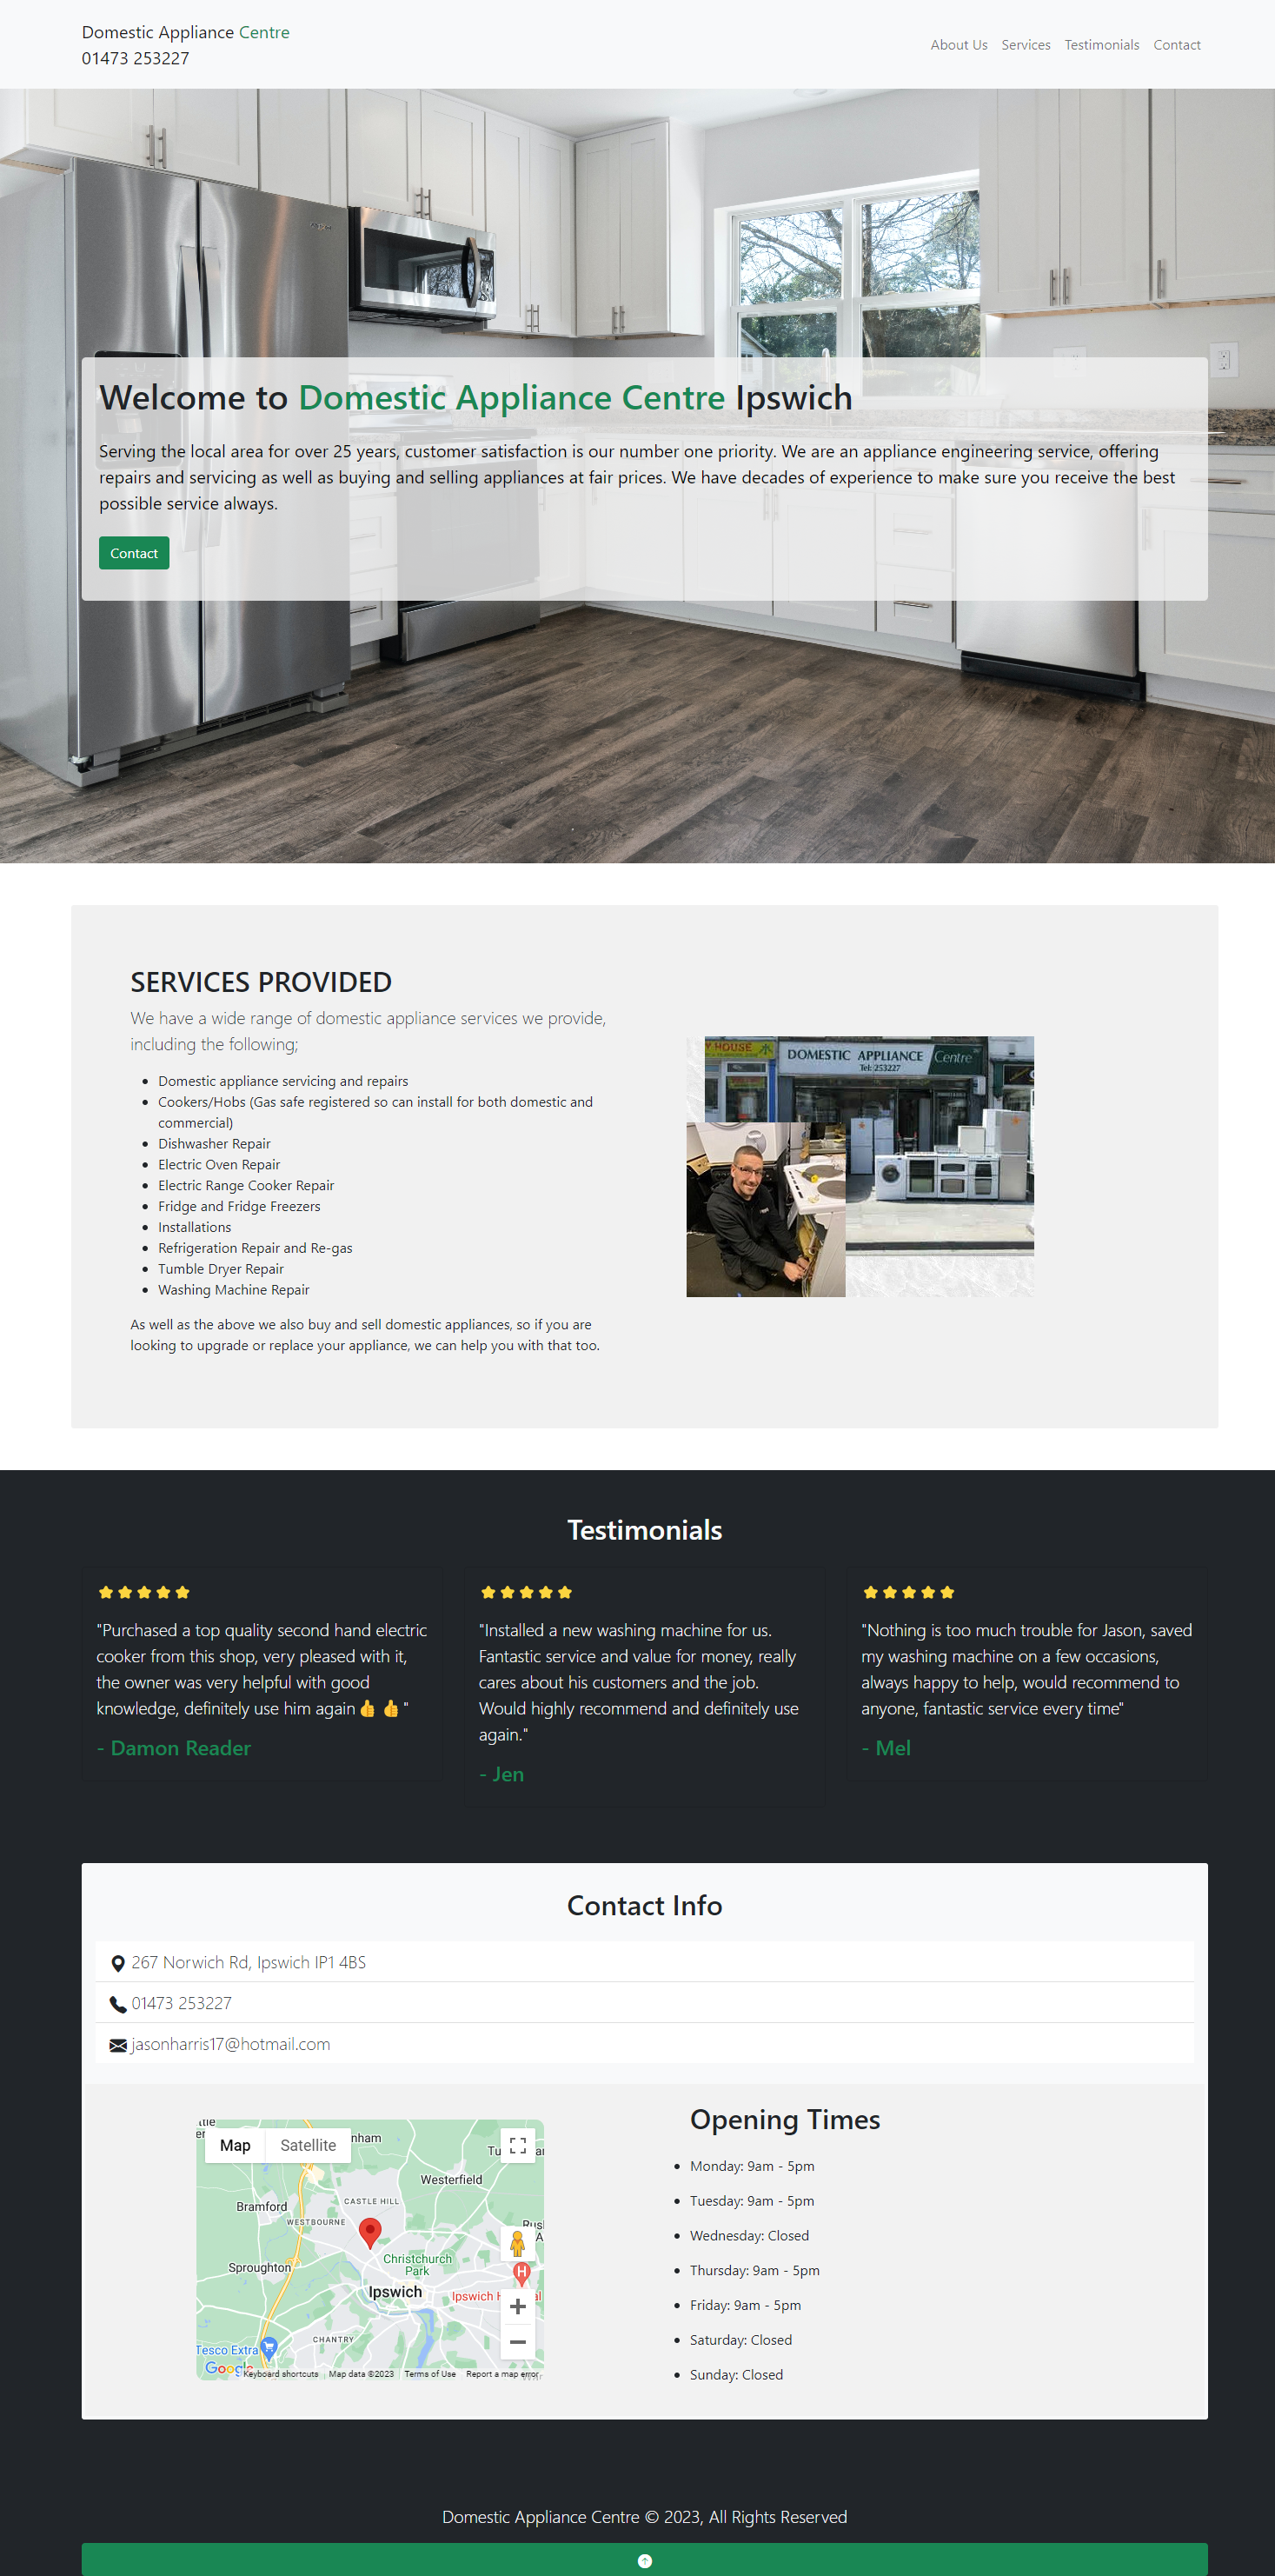 Domestic Appliance Centre
01473 253227
About Us Services Testimonials Contact
Welcome to Domestic Appliance Centre Ipswich
Serving the local area for over 25 years, customer satisfaction is our number one priority. We are an appliance engineering service, offering
repairs and servicing as well as buying and selling appliances at fair prices. We have decades of experience to make sure you receive the best
possible service always.
Contact
SERVICES PROVIDED
We have a wide range of domestic appliance services we provide,
including the following;
Domestic appliance servicing and repairs
Cookers/Hobs (Gas safe registered so can install for both domestic and
commercial)
Dishwasher Repair
Electric Oven Repair
Electric Range Cooker Repair
Fridge and Fridge Freezers
Installations
Refrigeration Repair and Re-gas
Tumble Dryer Repair
Washing Machine Repair
As well as the above we also buy and sell domestic appliances, so if you are
looking to upgrade or replace your appliance, we can help you with that too.
Y HOUSE
DOMESTIC APPLIANCE Centre
Tel: 253227
Testimonials
"Purchased a top quality second hand electric
cooker from this shop, very pleased with it,
the owner was very helpful with good
knowledge, definitely use him again👍 👍 "
- Damon Reader
"Installed a new washing machine for us.
Fantastic service and value for money, really
cares about his customers and the job.
Would highly recommend and definitely use
again."
- Jen
"Nothing is too much trouble for Jason, saved
my washing machine on a few occasions,
always happy to help, would recommend to
anyone, fantastic service every time"
- Mel
Contact Info
267 Norwich Rd, Ipswich IP1 4BS
01473 253227
jasonharris17@hotmail.com
Map Satellite
nham
Westerfield
Bramford
CASTLE HILL
WESTBOURNE
Sproughton
Christchurch
Park
Ipswich
Ipswich H
CHANTRY
Tesco Extra
Google
Keyboard shortcuts Map data ©2023 Terms of Use Report a map error
Opening Times
Monday: 9am - 5pm
Tuesday: 9am - 5pm
Wednesday: Closed
Thursday: 9am - 5pm
Friday: 9am - 5pm
Saturday: Closed
Sunday: Closed
Domestic Appliance Centre © 2023, All Rights Reserved